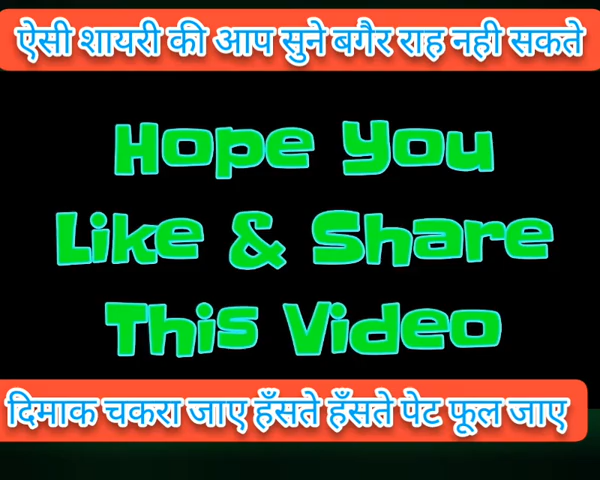 ऐसी शायरी की आप सुने बगैर राह नही सकते
Hope You
Like & Share
This Video
दिमाक चकरा जाए हँसते हँसते पेट फूल जाए